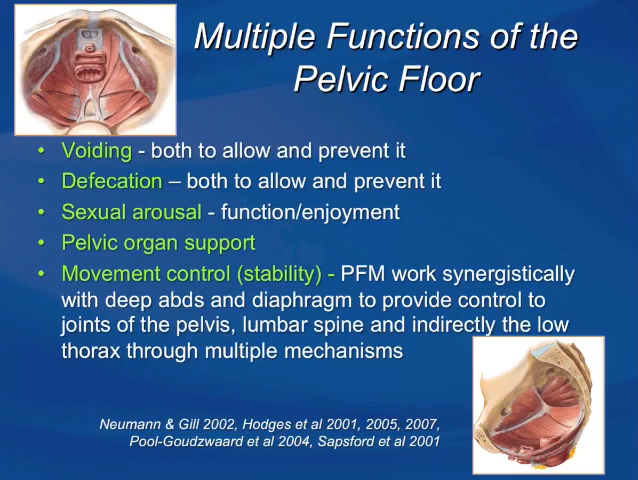 Multiple Functions of the
Pelvic Floor
• Voiding - both to allow and prevent it
• Defecation – both to allow and prevent it
• Sexual arousal - function/enjoyment
• Pelvic organ support
• Movement control (stability) - PFM work synergistically
with deep abds and diaphragm to provide control to
joints of the pelvis, lumbar spine and indirectly the low
thorax through multiple mechanisms
Neumann & Gill 2002, Hodges et al 2001, 2005, 2007,
Pool-Goudzwaard et al 2004, Sapsford et al 2001